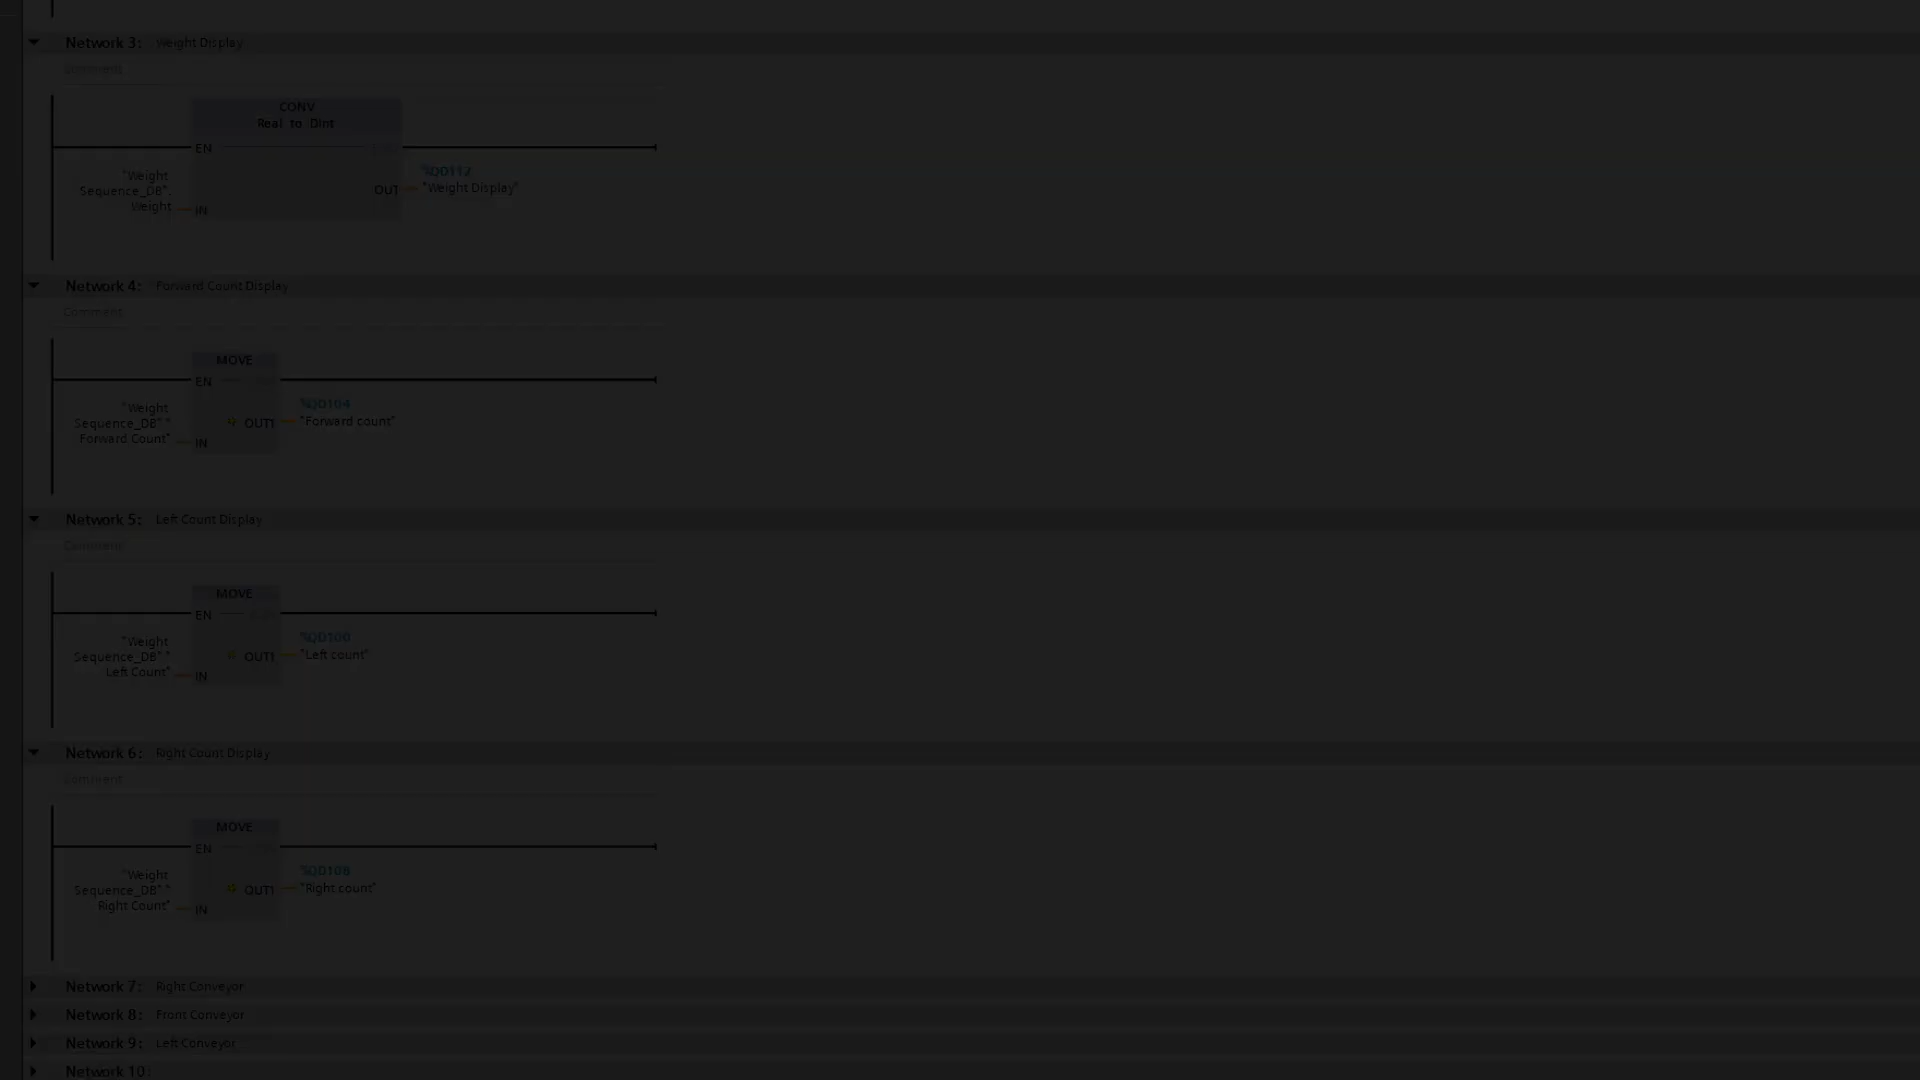 Network 3: Weight Display
Comment
CONV
Real to Dint
EN
"Weight
Sequence_DB".
Weight
IN
OUT
%QD112
"Weight Display"
Network 4: Forward Count Display
Comment
MOVE
EN
"Weight
Sequence_DB"."
Forward Count"
IN
OUT1
%QD104
"Forward count"
Network 5: Left Count Display
Comment
MOVE
EN
"Weight
Sequence_DB"."
Left Count"
IN
OUT1
%QD100
"Left count"
Network 6: Right Count Display
Comment
MOVE
EN
"Weight
Sequence_DB"."
Right Count"
IN
OUT1
%QD108
"Right count"
Network 7: Right Conveyor
Network 8: Front Conveyor
Network 9: Left Conveyor
Network 10: